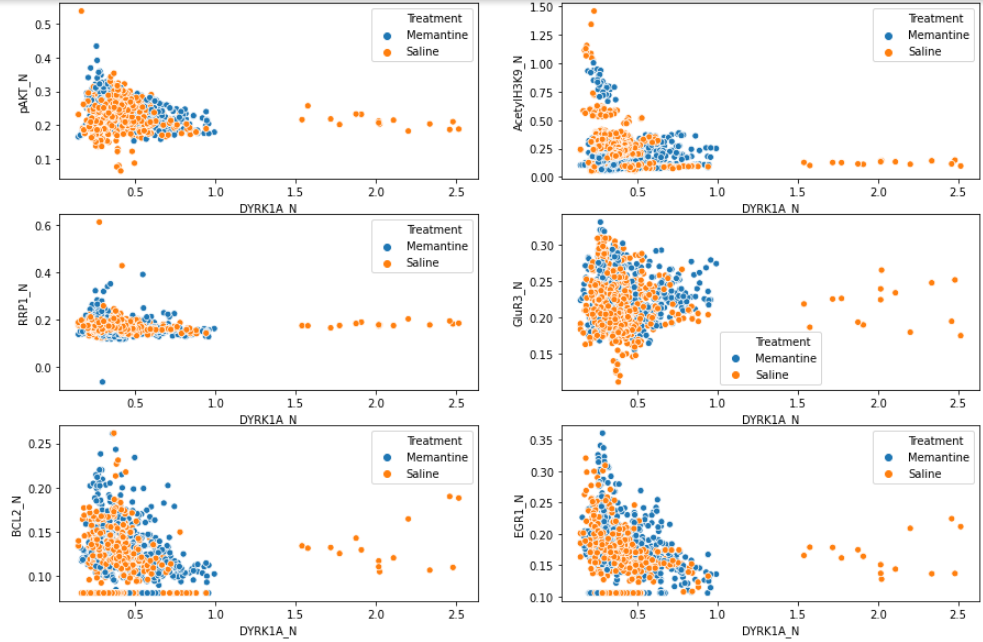 Treatment
Memantine
Saline
pAKT_N
0.5
0.4
0.3
0.2
0.1
0.5 1.0 1.5 2.0 2.5
DYRK1A_N
Treatment
Memantine
Saline
AcetylH3K9_N
1.50
1.25
1.00
0.75
0.50
0.25
0.00
0.5 1.0 1.5 2.0 2.5
DYRK1A_N
Treatment
Memantine
Saline
RRP1_N
0.6
0.4
0.2
0.0
0.5 1.0 1.5 2.0 2.5
DYRK1A_N
Treatment
Memantine
Saline
GluR3_N
0.30
0.25
0.20
0.15
0.5 1.0 1.5 2.0 2.5
DYRK1A_N
Treatment
Memantine
Saline
BCL2_N
0.25
0.20
0.15
0.10
0.5 1.0 1.5 2.0 2.5
DYRK1A_N
Treatment
Memantine
Saline
EGR1_N
0.35
0.30
0.25
0.20
0.15
0.10
0.5 1.0 1.5 2.0 2.5
DYRK1A_N